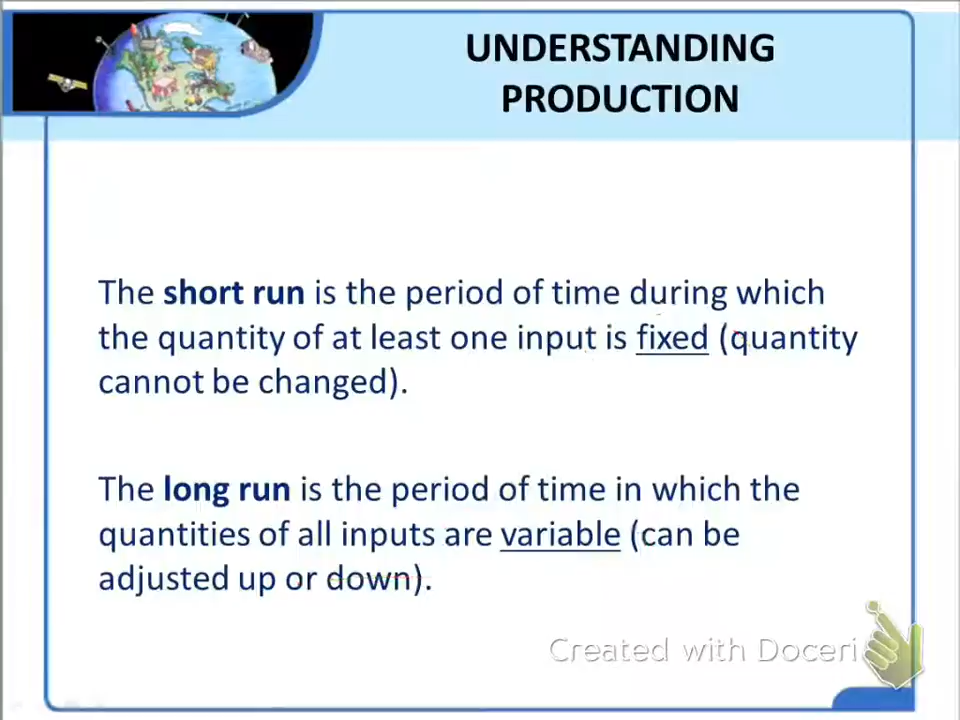 UNDERSTANDING
PRODUCTION
The short run is the period of time during which
the quantity of at least one input is fixed (quantity
cannot be changed).
The long run is the period of time in which the
quantities of all inputs are variable (can be
adjusted up or down).
Created with Doceri